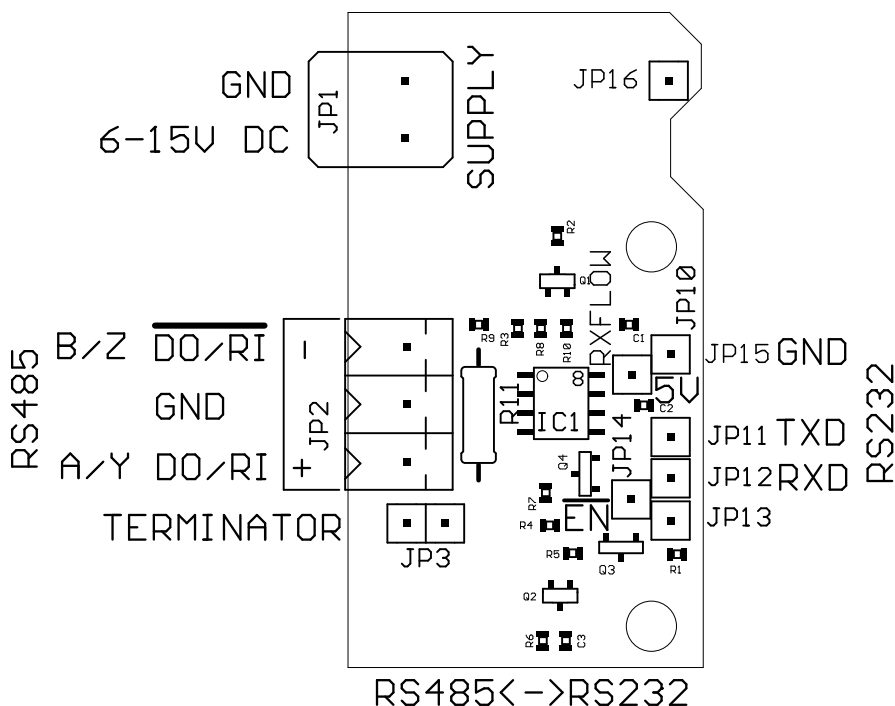 GND
6-15V DC
JP1
SUPPLY
JP16
R2
Q1
RXFLOW
JP10
R9
R3
R8
R10
C1
RS485
B/Z DO/RI
GND
A/Y DO/RI
-
+
JP2
R11
IC1
8
5V
C2
JP15 GND
JP11 TXD
JP12 RXD
JP13
RS232
JP14
Q4
R7
EN
R4
R5
Q3
R1
TERMINATOR
JP3
Q2
R6
C3
RS485<->RS232